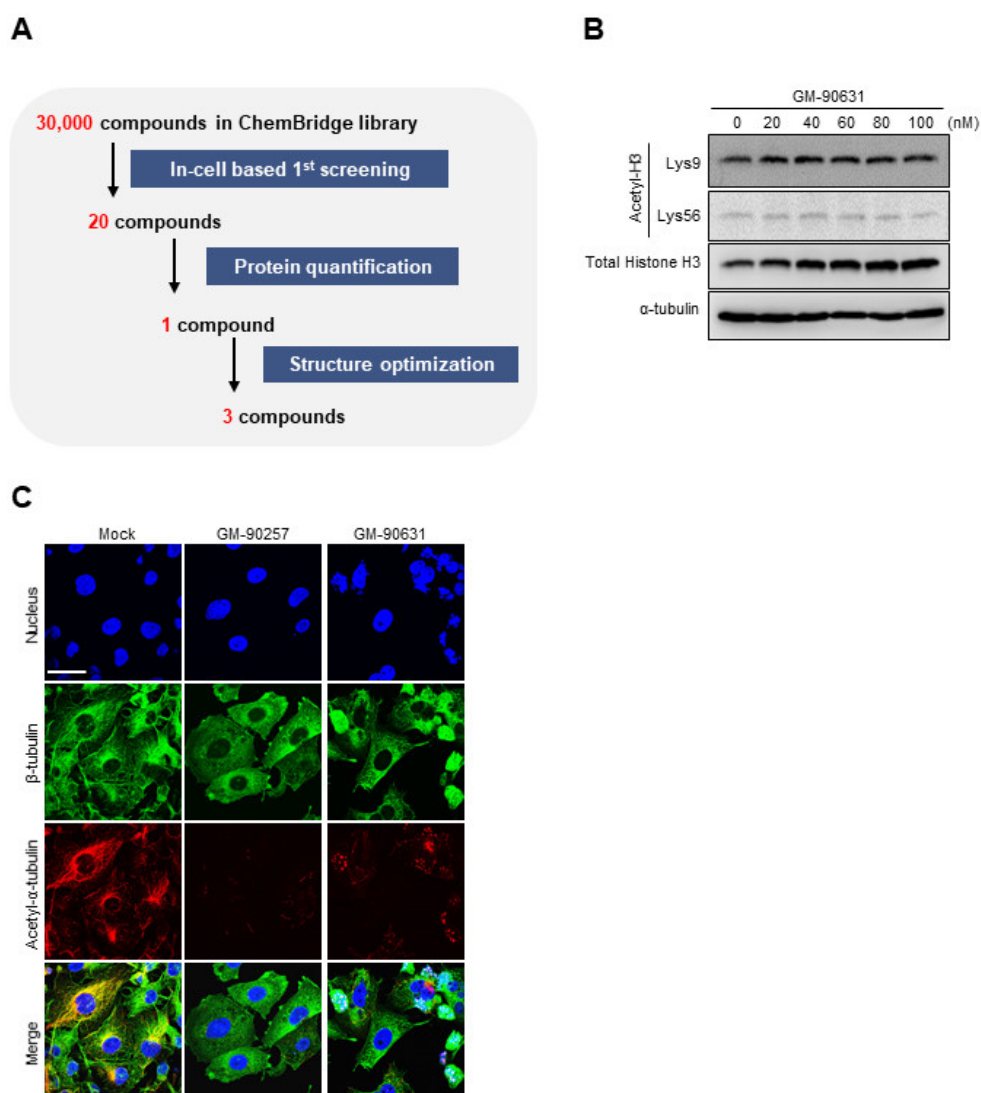 A
30,000 compounds in ChemBridge library
In-cell based 1st screening
20 compounds
Protein quantification
1 compound
Structure optimization
3 compounds
B
GM-90631
0 20 40 60 80 100 (nM)
Acetyl-H3
Lys9
Lys56
Total Histone H3
α-tubulin
C
Mock GM-90257 GM-90631
Nucleus
β-tubulin
Acetyl-α-tubulin
Merge